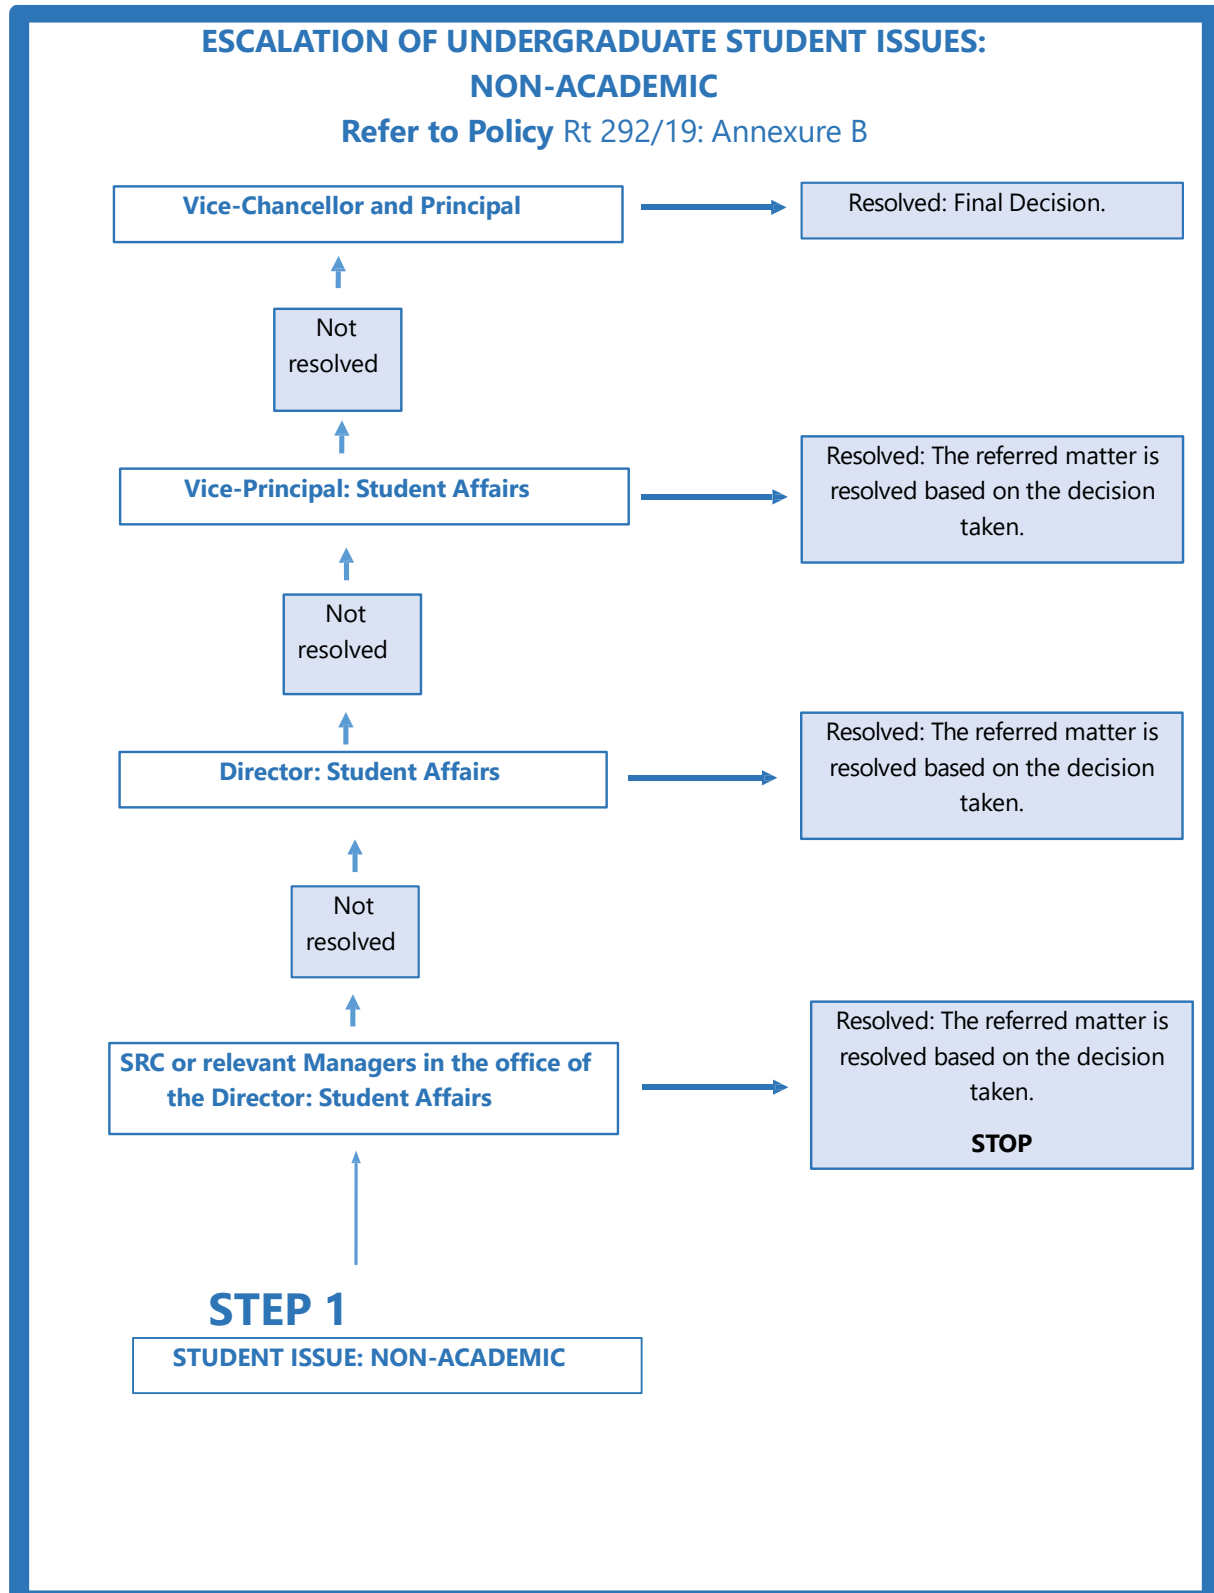 ESCALATION OF UNDERGRADUATE STUDENT ISSUES:
NON-ACADEMIC
Refer to Policy Rt 292/19: Annexure B
Vice-Chancellor and Principal
Resolved: Final Decision.
Not
resolved
Vice-Principal: Student Affairs
Resolved: The referred matter is
resolved based on the decision
taken.
Not
resolved
Director: Student Affairs
Resolved: The referred matter is
resolved based on the decision
taken.
Not
resolved
SRC or relevant Managers in the office of
the Director: Student Affairs
Resolved: The referred matter is
resolved based on the decision
taken.
STOP
STEP 1
STUDENT ISSUE: NON-ACADEMIC